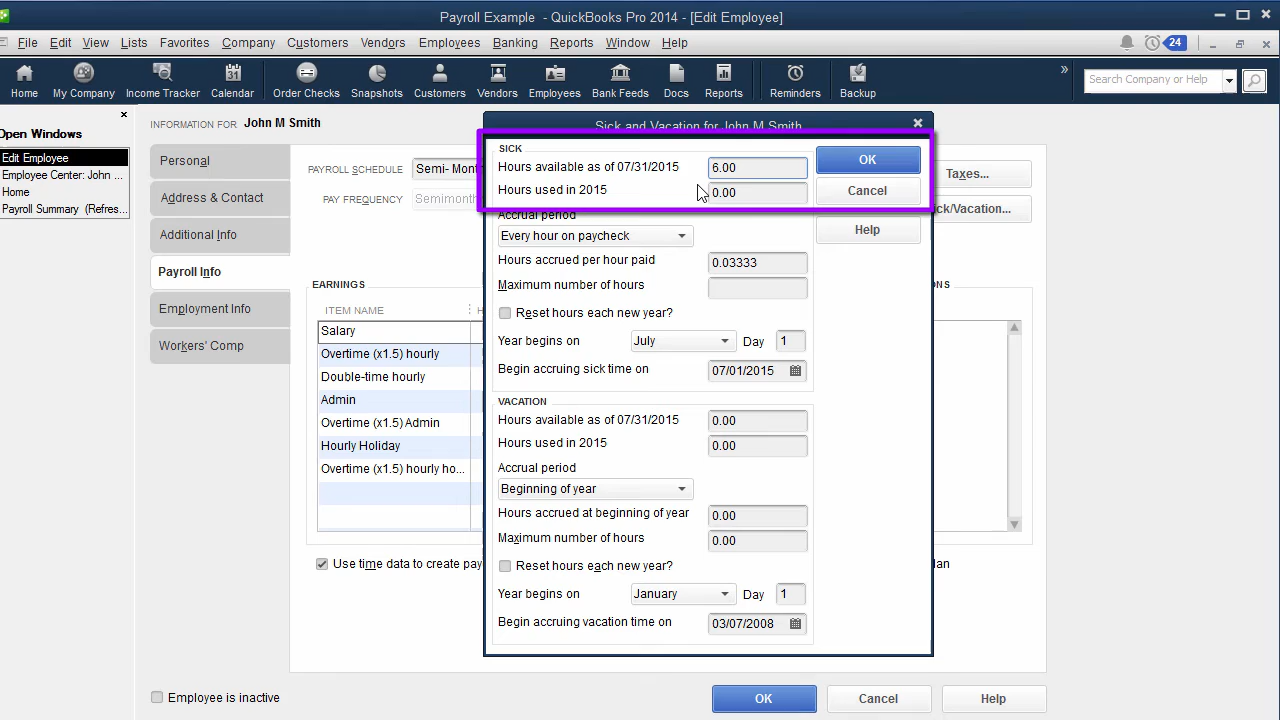 Payroll Example - QuickBooks Pro 2014 - [Edit Employee]
File Edit View Lists Favorites Company Customers Vendors Employees Banking Reports Window Help 24
Home My Company Income Tracker Calendar Order Checks Snapshots Customers Vendors Employees Bank Feeds Docs Reports Reminders Backup » Search Company or Help
31
Open Windows
Edit Employee
Employee Center: John ...
Home
Payroll Summary (Refres...
INFORMATION FOR John M Smith
Personal
Address & Contact
Additional Info
Payroll Info
Employment Info
Workers' Comp
PAYROLL SCHEDULE Semi- Mont
PAY FREQUENCY Semimonth
Taxes...
ck/Vacation...
EARNINGS
ITEM NAME
Salary
Overtime (x1.5) hourly
Double-time hourly
Admin
Overtime (x1.5) Admin
Hourly Holiday
Overtime (x1.5) hourly ho...
ONS
Use time data to create pay
lan
Sick and Vacation for John M Smith
SICK
Hours available as of 07/31/2015 6.00
Hours used in 2015 0.00
OK
Cancel
Help
Accrual period
Every hour on paycheck
Hours accrued per hour paid 0.03333
Maximum number of hours
Reset hours each new year?
Year begins on July Day 1
Begin accruing sick time on 07/01/2015
VACATION
Hours available as of 07/31/2015 0.00
Hours used in 2015 0.00
Accrual period
Beginning of year
Hours accrued at beginning of year 0.00
Maximum number of hours 0.00
Reset hours each new year?
Year begins on January Day 1
Begin accruing vacation time on 03/07/2008
Employee is inactive
OK Cancel Help